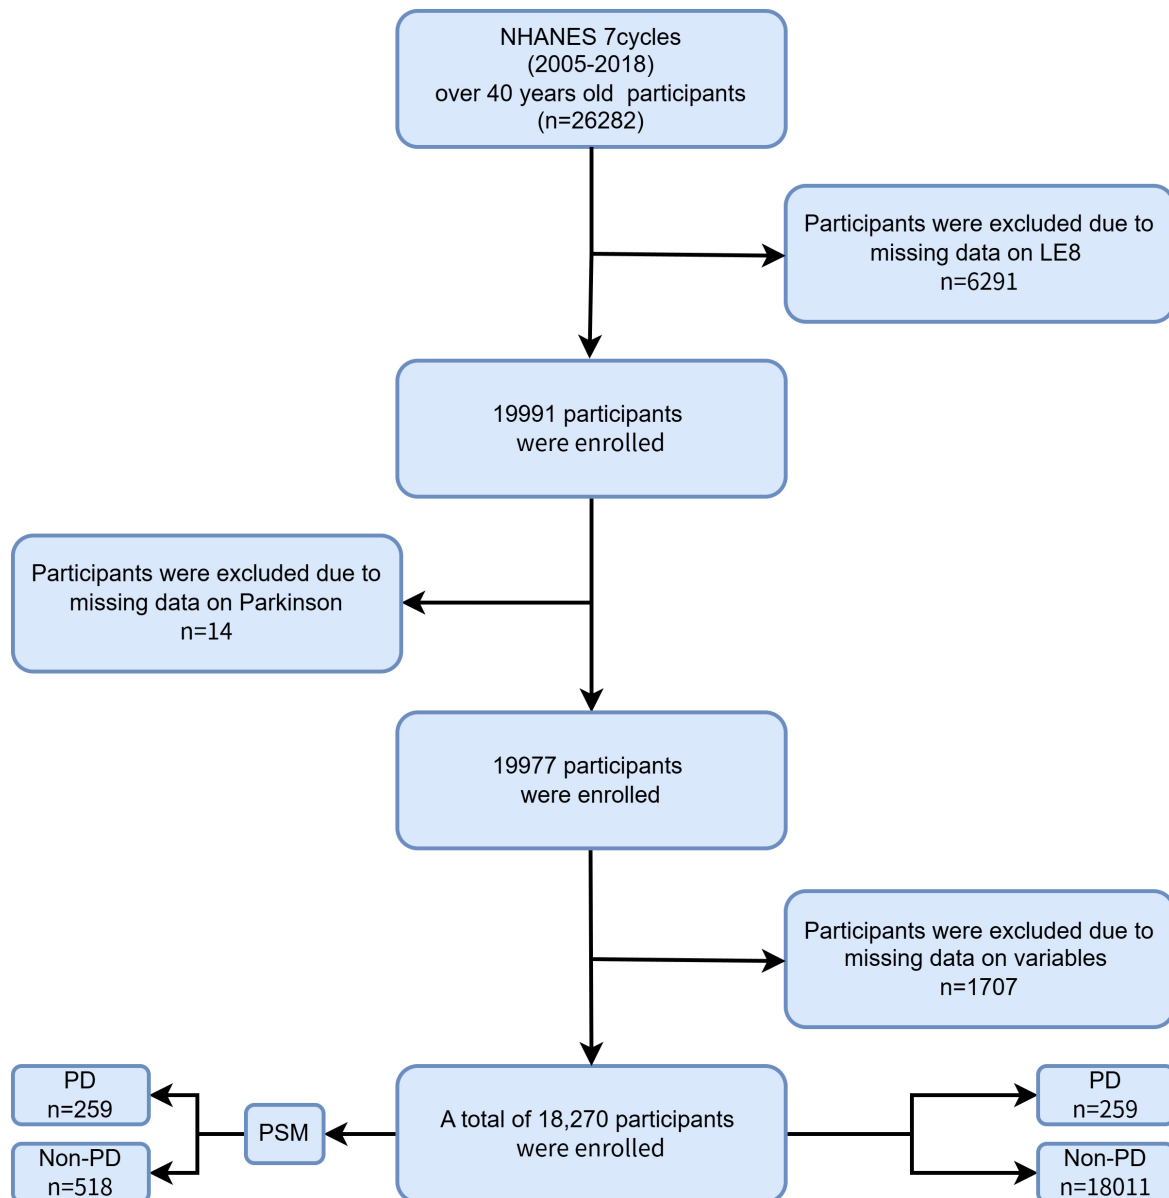 NHANES 7cycles
(2005-2018)
over 40 years old participants
(n=26282)
Participants were excluded due to
missing data on LE8
n=6291
19991 participants
were enrolled
Participants were excluded due to
missing data on Parkinson
n=14
19977 participants
were enrolled
Participants were excluded due to
missing data on variables
n=1707
PD
n=259
Non-PD
n=518
PSM
A total of 18,270 participants
were enrolled
PD
n=259
Non-PD
n=18011